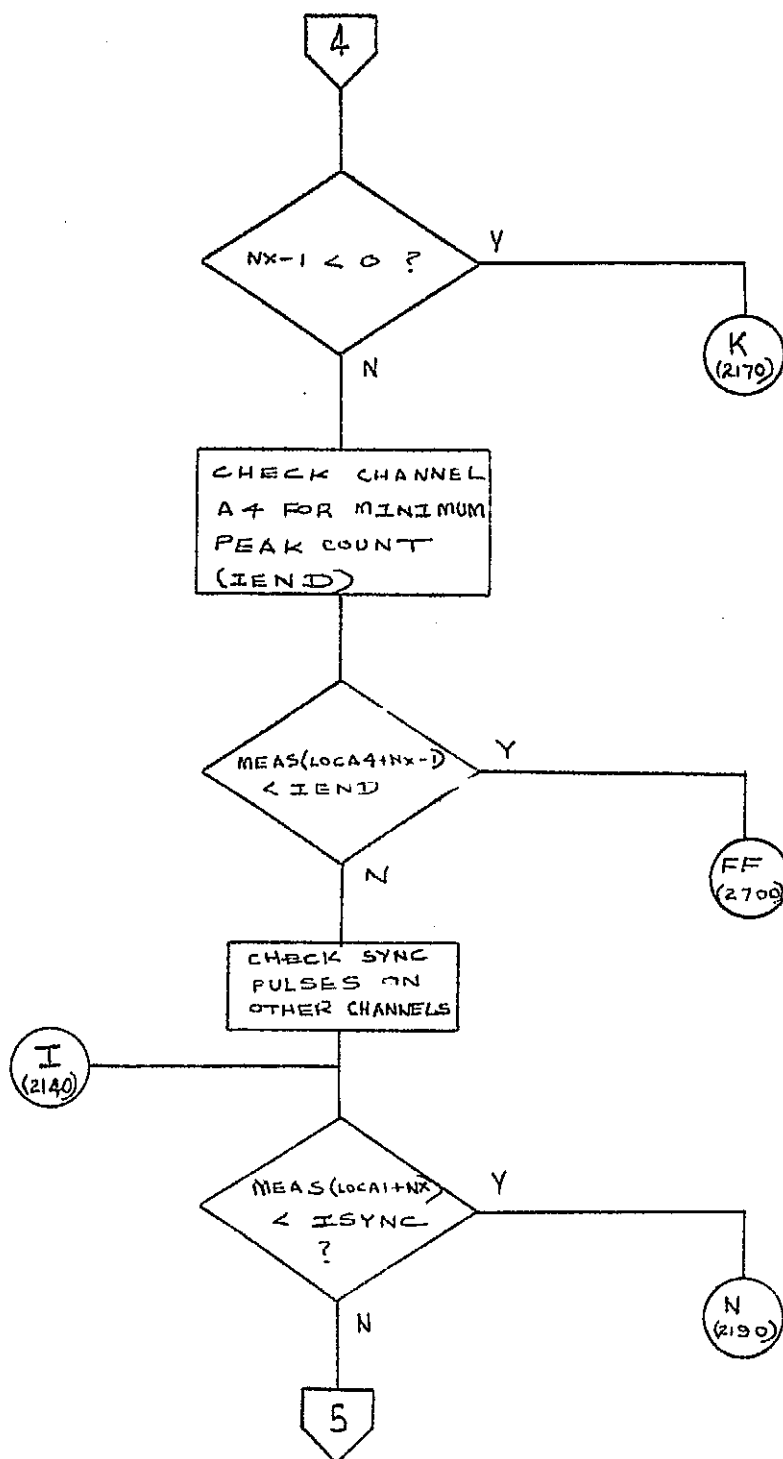 4
NX-1 < 0 ?
Y
K
(2170)
N
CHECK CHANNEL
A4 FOR MINIMUM
PEAK COUNT
(IEND)
MEAS(LOCA4+NX-1)
< IEND
Y
FF
(2700)
N
CHECK SYNC
PULSES ON
OTHER CHANNELS
I
(2140)
MEAS(LOCA1+NX)
< ISYNC
?
Y
N
(2190)
N
5